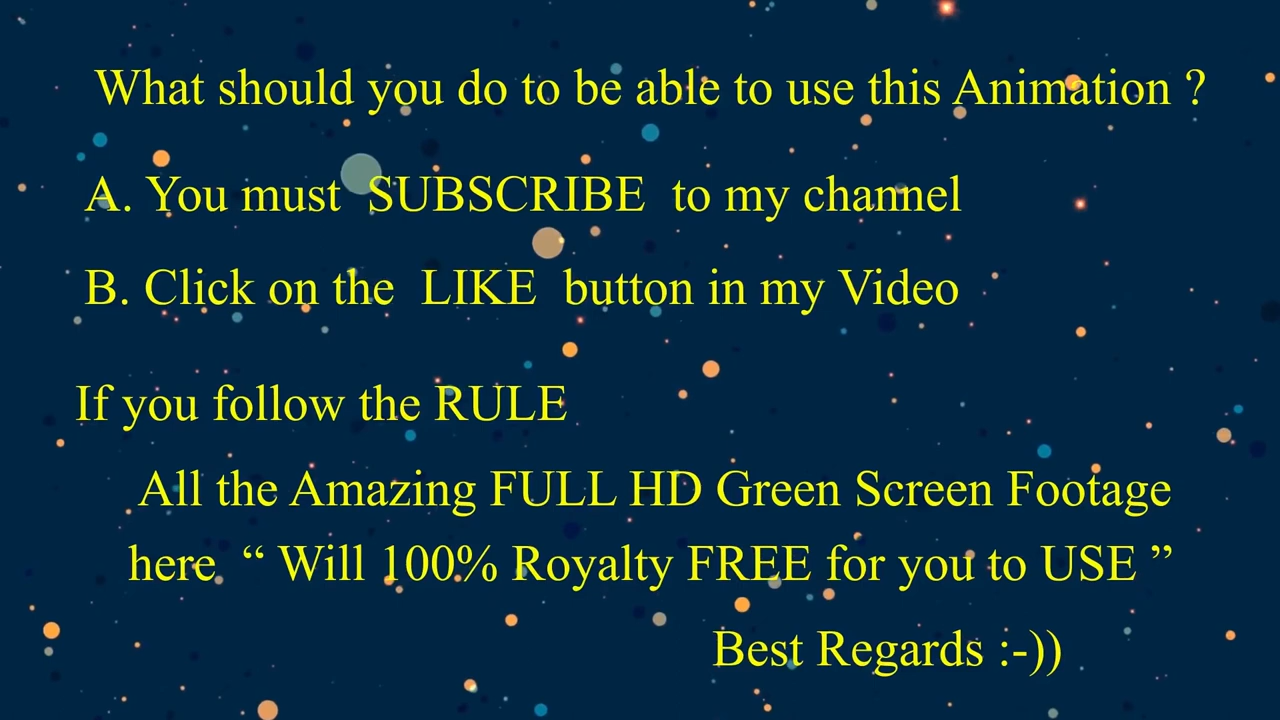 What should you do to be able to use this Animation ?
A. You must SUBSCRIBE to my channel
B. Click on the LIKE button in my Video
If you follow the RULE
All the Amazing FULL HD Green Screen Footage
here “ Will 100% Royalty FREE for you to USE ”
Best Regards :-))